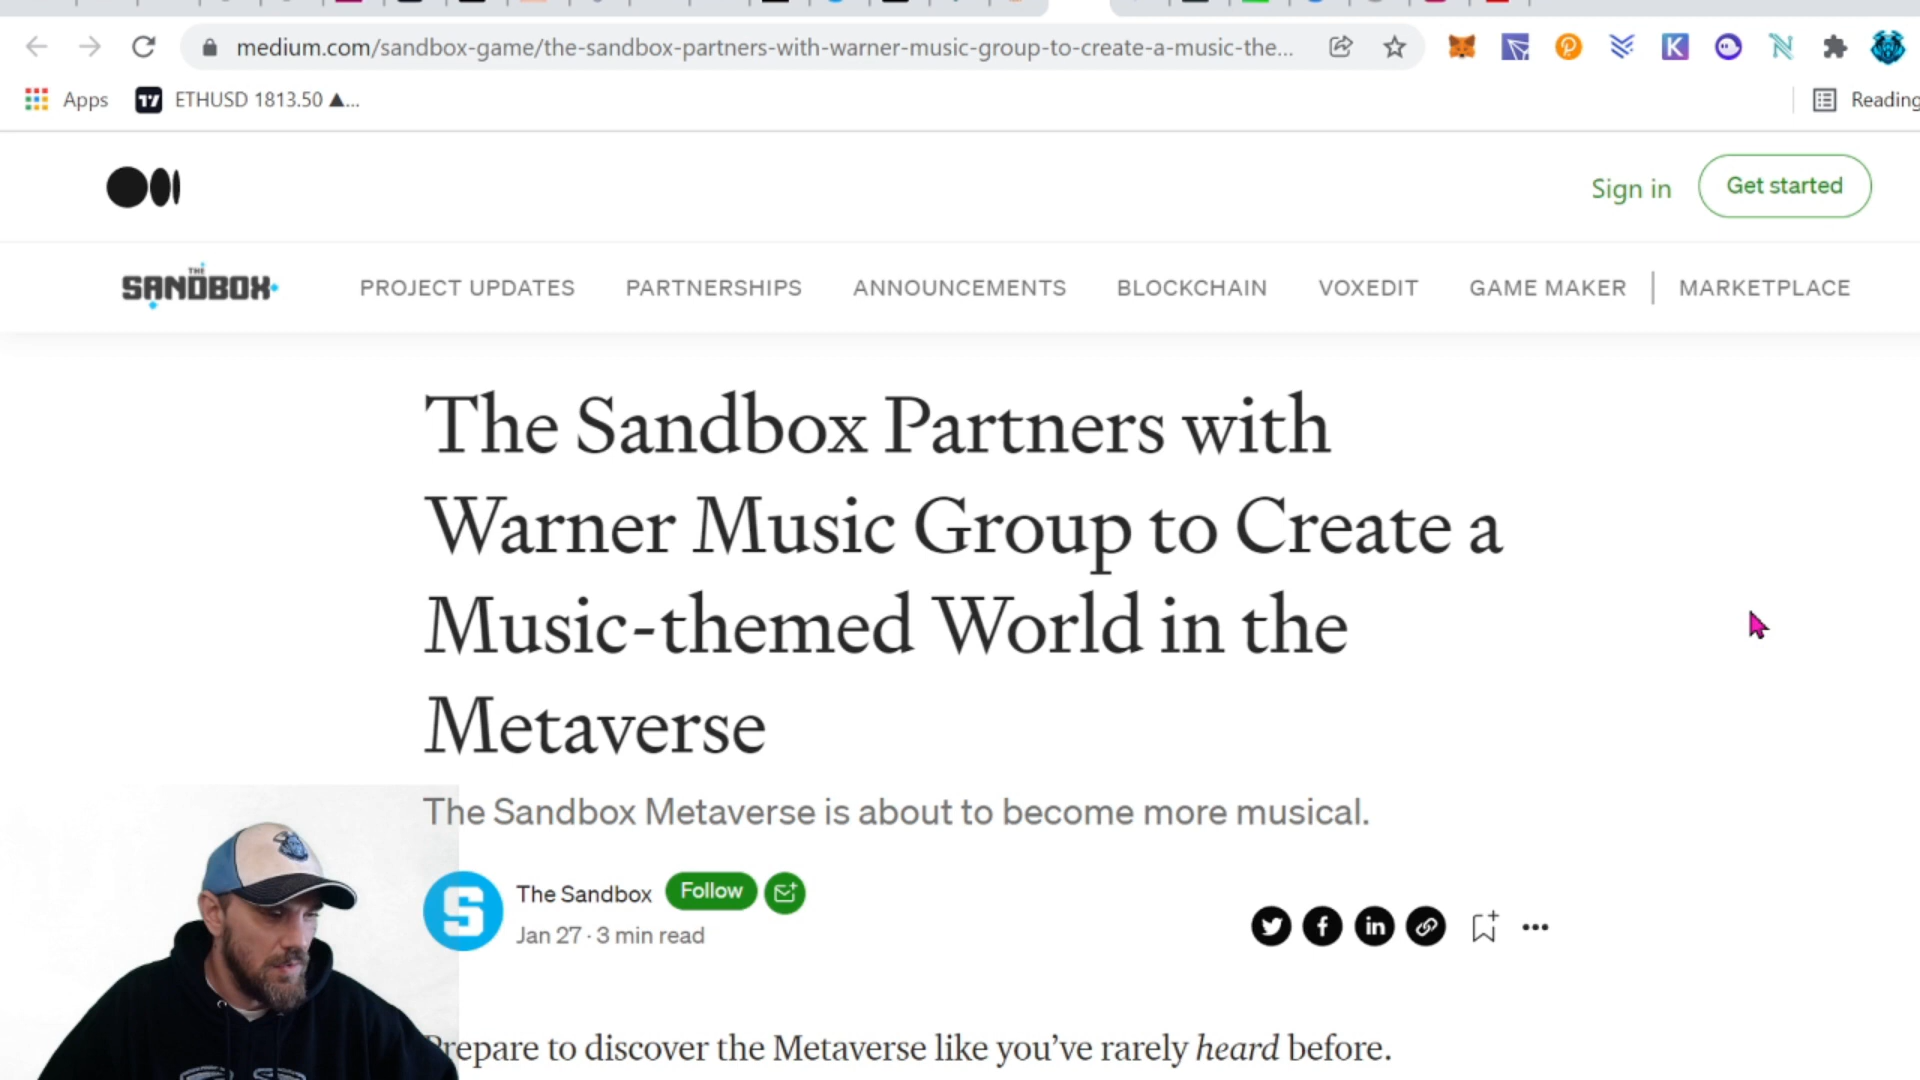 medium.com/sandbox-game/the-sandbox-partners-with-warner-music-group-to-create-a-music-the...
Apps
ETHUSD 1813.50 ▲...
Reading
Sign in
Get started
THE
SANDBOX
PROJECT UPDATES
PARTNERSHIPS
ANNOUNCEMENTS
BLOCKCHAIN
VOXEDIT
GAME MAKER
MARKETPLACE
The Sandbox Partners with
Warner Music Group to Create a
Music-themed World in the
Metaverse
The Sandbox Metaverse is about to become more musical.
The Sandbox
Follow
Jan 27 · 3 min read
Prepare to discover the Metaverse like you’ve rarely heard before.